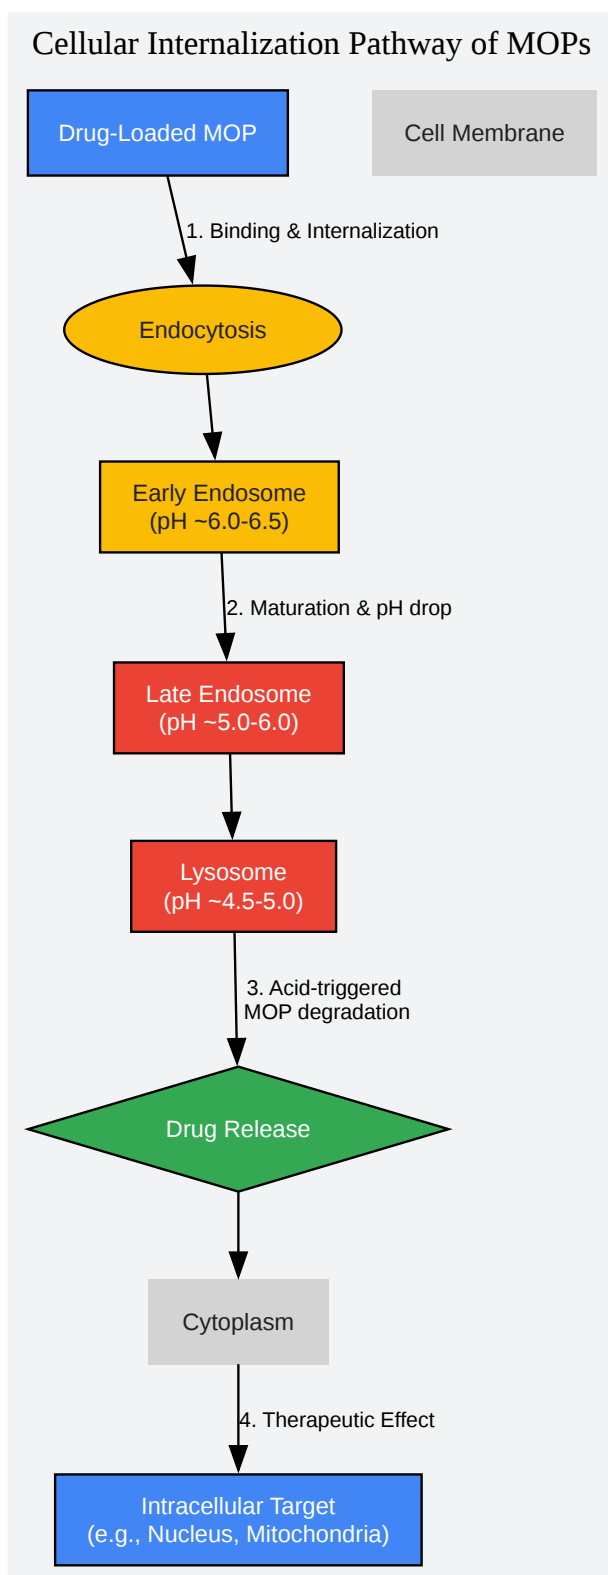 Cellular Internalization Pathway of MOPs
Drug-Loaded MOP
Cell Membrane
1. Binding & Internalization
Endocytosis
Early Endosome
(pH ~6.0-6.5)
2. Maturation & pH drop
Late Endosome
(pH ~5.0-6.0)
Lysosome
(pH ~4.5-5.0)
3. Acid-triggered
MOP degradation
Drug Release
Cytoplasm
4. Therapeutic Effect
Intracellular Target
(e.g., Nucleus, Mitochondria)